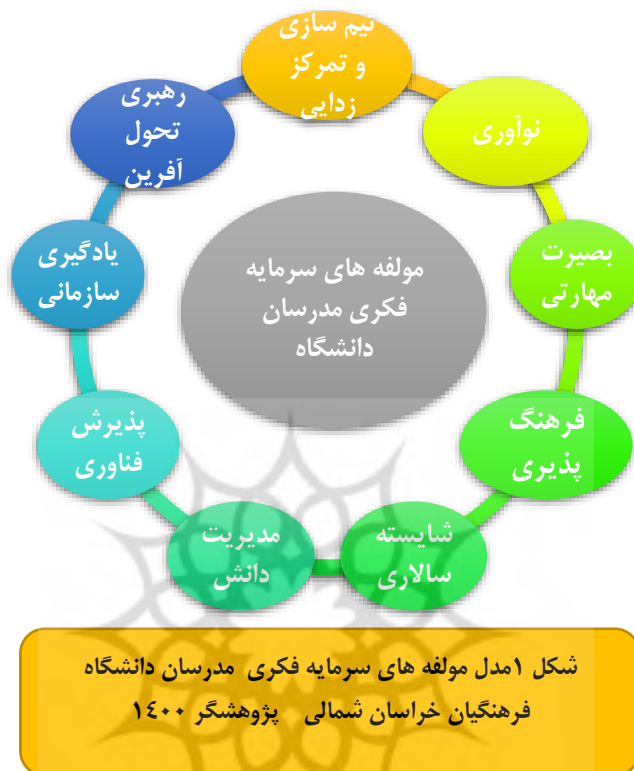 تیم سازی
و تمرکز
زدایی
نوآوری
بصیرت
مهارتی
فرهنگ
پذیری
شایسته
سالاری
مدیریت
دانش
پذیرش
فناوری
یادگیری
سازمانی
رهبری
تحول
آفرین
مولفه های سرمایه
فکری مدرسان
دانشگاه
شکل ۱مدل مولفه های سرمایه فکری مدرسان دانشگاه
فرهنگیان خراسان شمالی پژوهشگر ۱٤۰۰